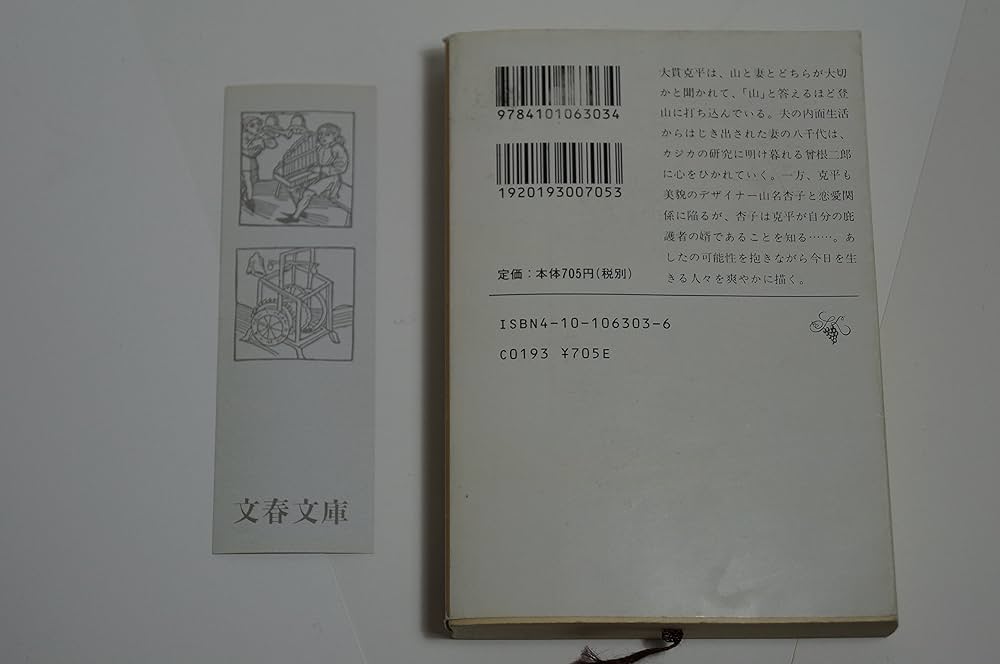 文春文庫
9784101063034
1920193007053
定価：本体705円（税別）
大貫克平は、山と妻とどちらが大切
かと聞かれて、「山」と答えるほど登
山に打ち込んでいる。夫の内面生活
からはじき出された妻の八千代は、
カジカの研究に明け暮れる曾根二郎
に心をひかれていく。一方、克平も
美貌のデザイナー山名杏子と恋愛関
係に陥るが、杏子は克平が自分の庇
護者の婿であることを知る……。あ
したの可能性を抱きながら今日を生
きる人々を爽やかに描く。
ISBN4-10-106303-6
C0193 ¥705E